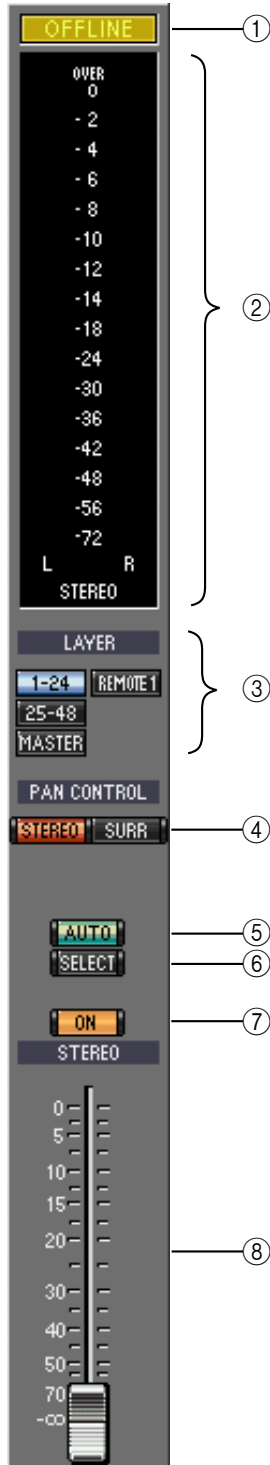 OFFLINE ①
OVER
0
- 2
- 4
- 6
- 8
-10
-12
-14
-18
-24
-30
-36
-42
-48
-56
-72
L R
STEREO
②
LAYER
1-24 REMOTE 1
25-48
MASTER
③
PAN CONTROL
STEREO SURR ④
AUTO ⑤
SELECT ⑥
ON ⑦
STEREO
0
5
10
15
20
30
40
50
70
-∞
⑧